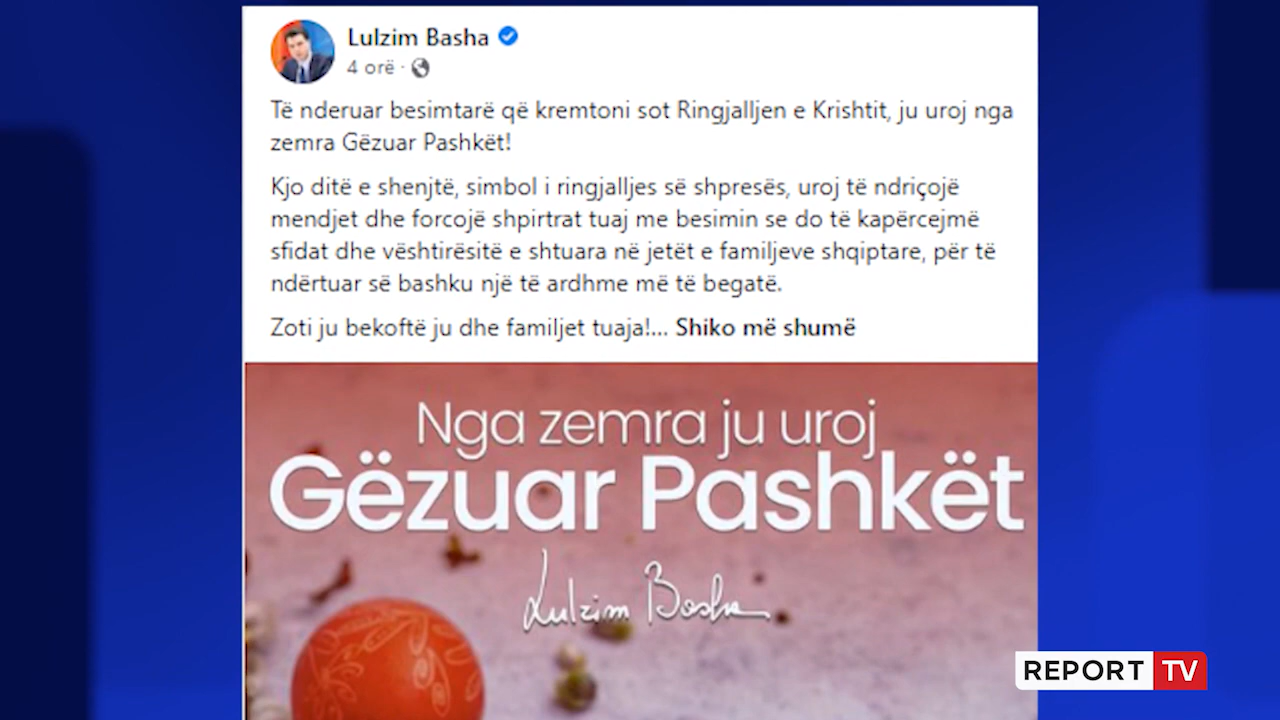 Lulzim Basha
4 orë ·
Të nderuar besimtarë që kremtoni sot Ringjalljen e Krishtit, ju uroj nga
zemra Gëzuar Pashkët!
Kjo ditë e shenjtë, simbol i ringjalljes së shpresës, uroj të ndriçojë
mendjet dhe forcojë shpirtrat tuaj me besimin se do të kapërcejmë
sfidat dhe vështirësitë e shtuara në jetët e familjeve shqiptare, për të
ndërtuar së bashku një të ardhme më të begatë.
Zoti ju bekoftë ju dhe familjet tuaja!... Shiko më shumë
Nga zemra ju uroj
Gëzuar Pashkët
Lulzim Basha
REPORT TV